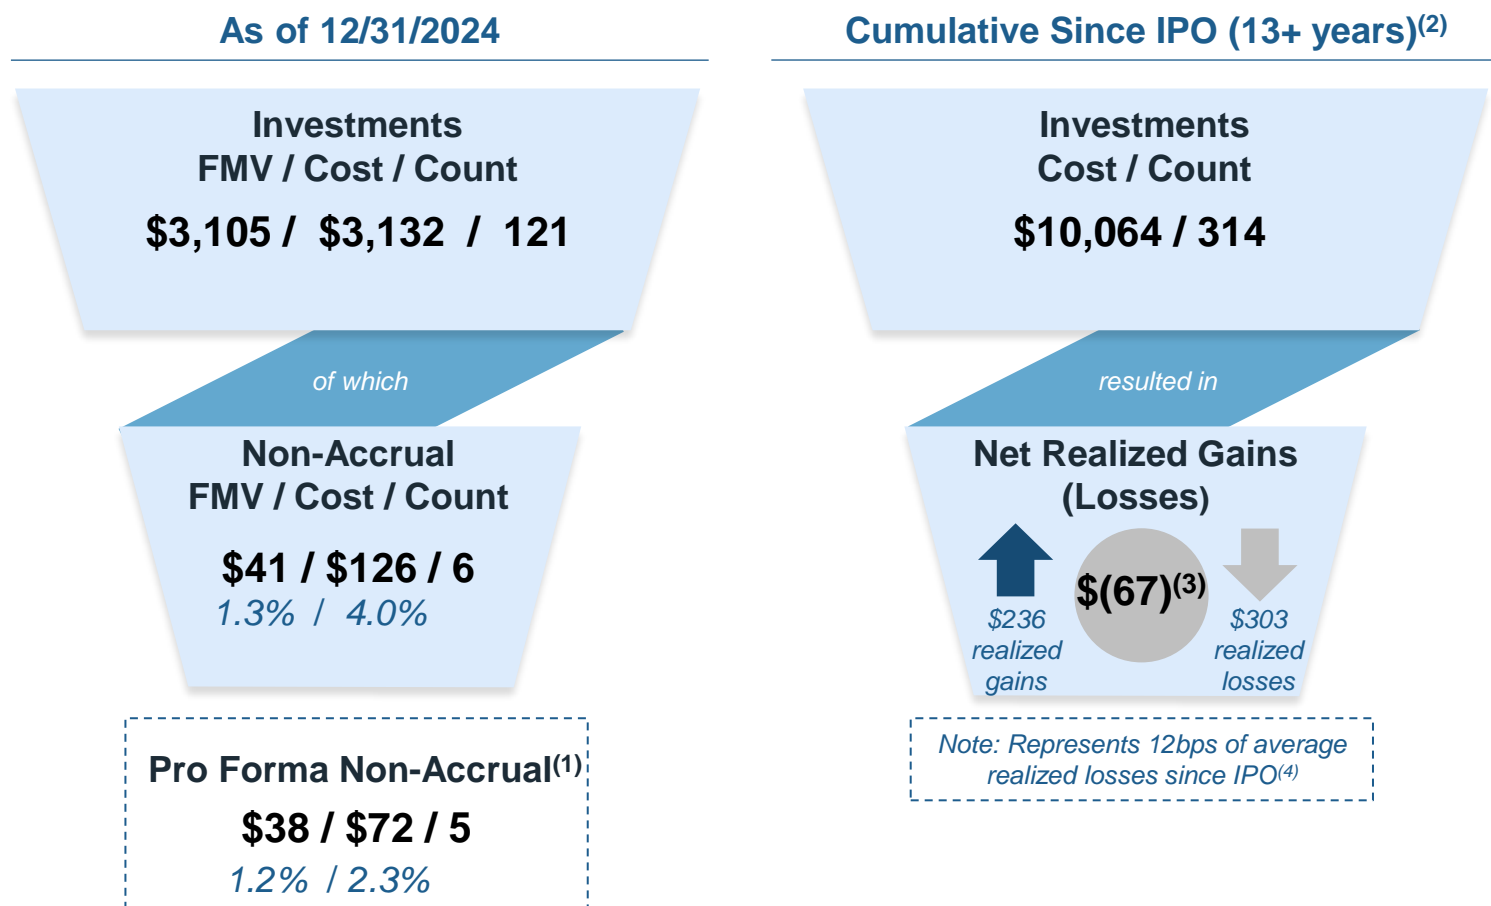 As of 12/31/2024
Investments
FMV / Cost / Count
$3,105 / $3,132 / 121
of which
Non-Accrual
FMV / Cost / Count
$41 / $126 / 6
1.3% / 4.0%
Pro Forma Non-Accrual(1)
$38 / $72 / 5
1.2% / 2.3%
Cumulative Since IPO (13+ years)(2)
Investments
Cost / Count
$10,064 / 314
resulted in
Net Realized Gains
(Losses)
$236
realized
gains
$(67)(3)
$303
realized
losses
Note: Represents 12bps of average
realized losses since IPO(4)